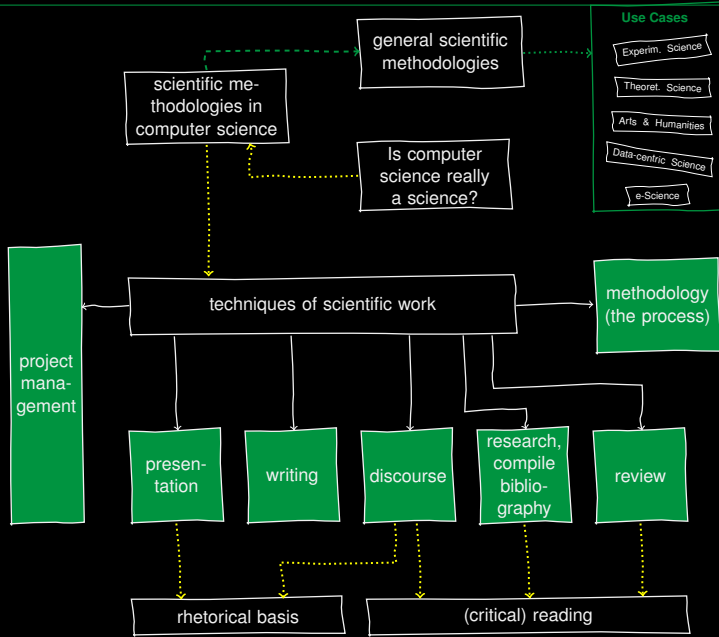 Use Cases
general scientific
methodologies
Experim. Science
scientific me-
thodologies in
computer science
Theoret. Science
Arts & Humanities
Is computer
science really
a science?
Data-centric Science
e-Science
techniques of scientific work
methodology
(the process)
project
mana-
gement
presen-
tation
writing
discourse
research,
compile
biblio-
graphy
review
rhetorical basis
(critical) reading